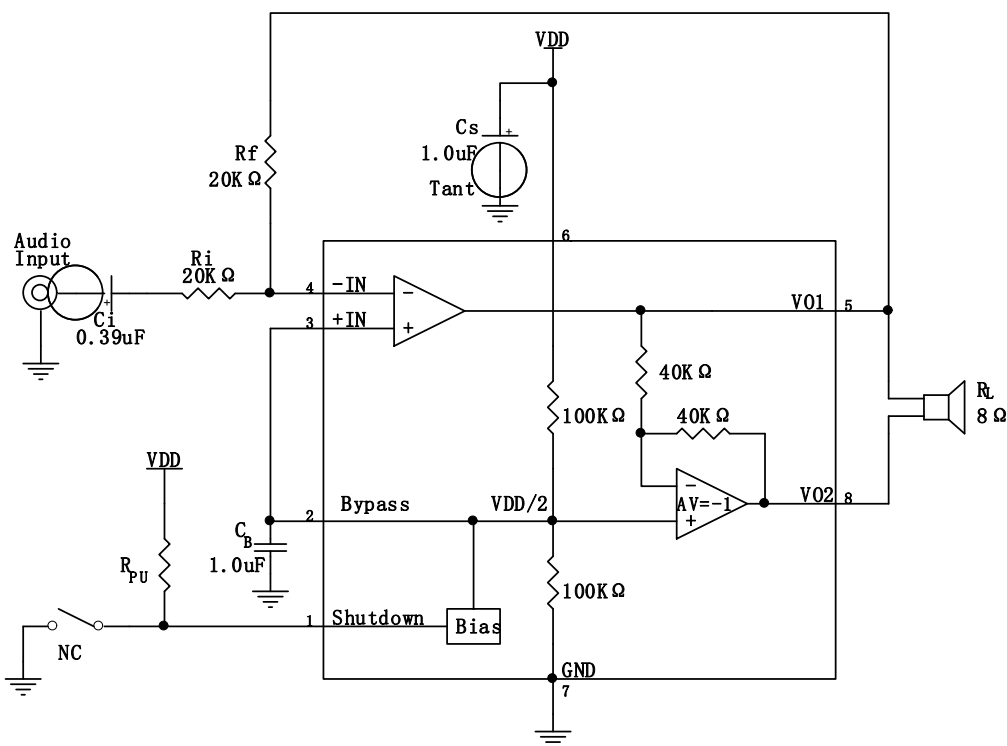 VDD
Cs
+
1.0uF
Tant
Rf
20KΩ
6
Audio
Input
Ri
20KΩ
4
-IN
−
+
Ci
0.39uF
3
+IN
+
VO1
5
40KΩ
100KΩ
40KΩ
RL
8Ω
VDD
2
Bypass
VDD/2
−
AV=-1
+
VO2
8
CB
1.0uF
RPU
100KΩ
1
Shutdown
Bias
NC
GND
7